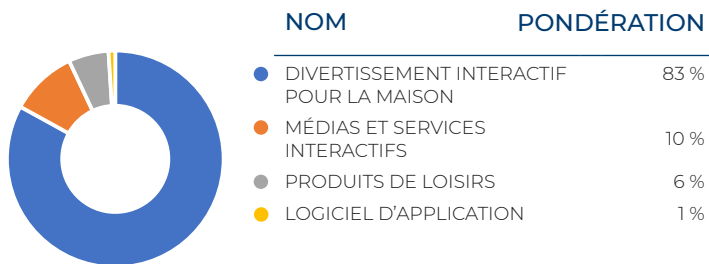 NOM PONDÉRATION
DIVERTISSEMENT INTERACTIF
POUR LA MAISON 83 %
MÉDIAS ET SERVICES
INTERACTIFS 10 %
PRODUITS DE LOISIRS 6 %
LOGICIEL D'APPLICATION 1 %